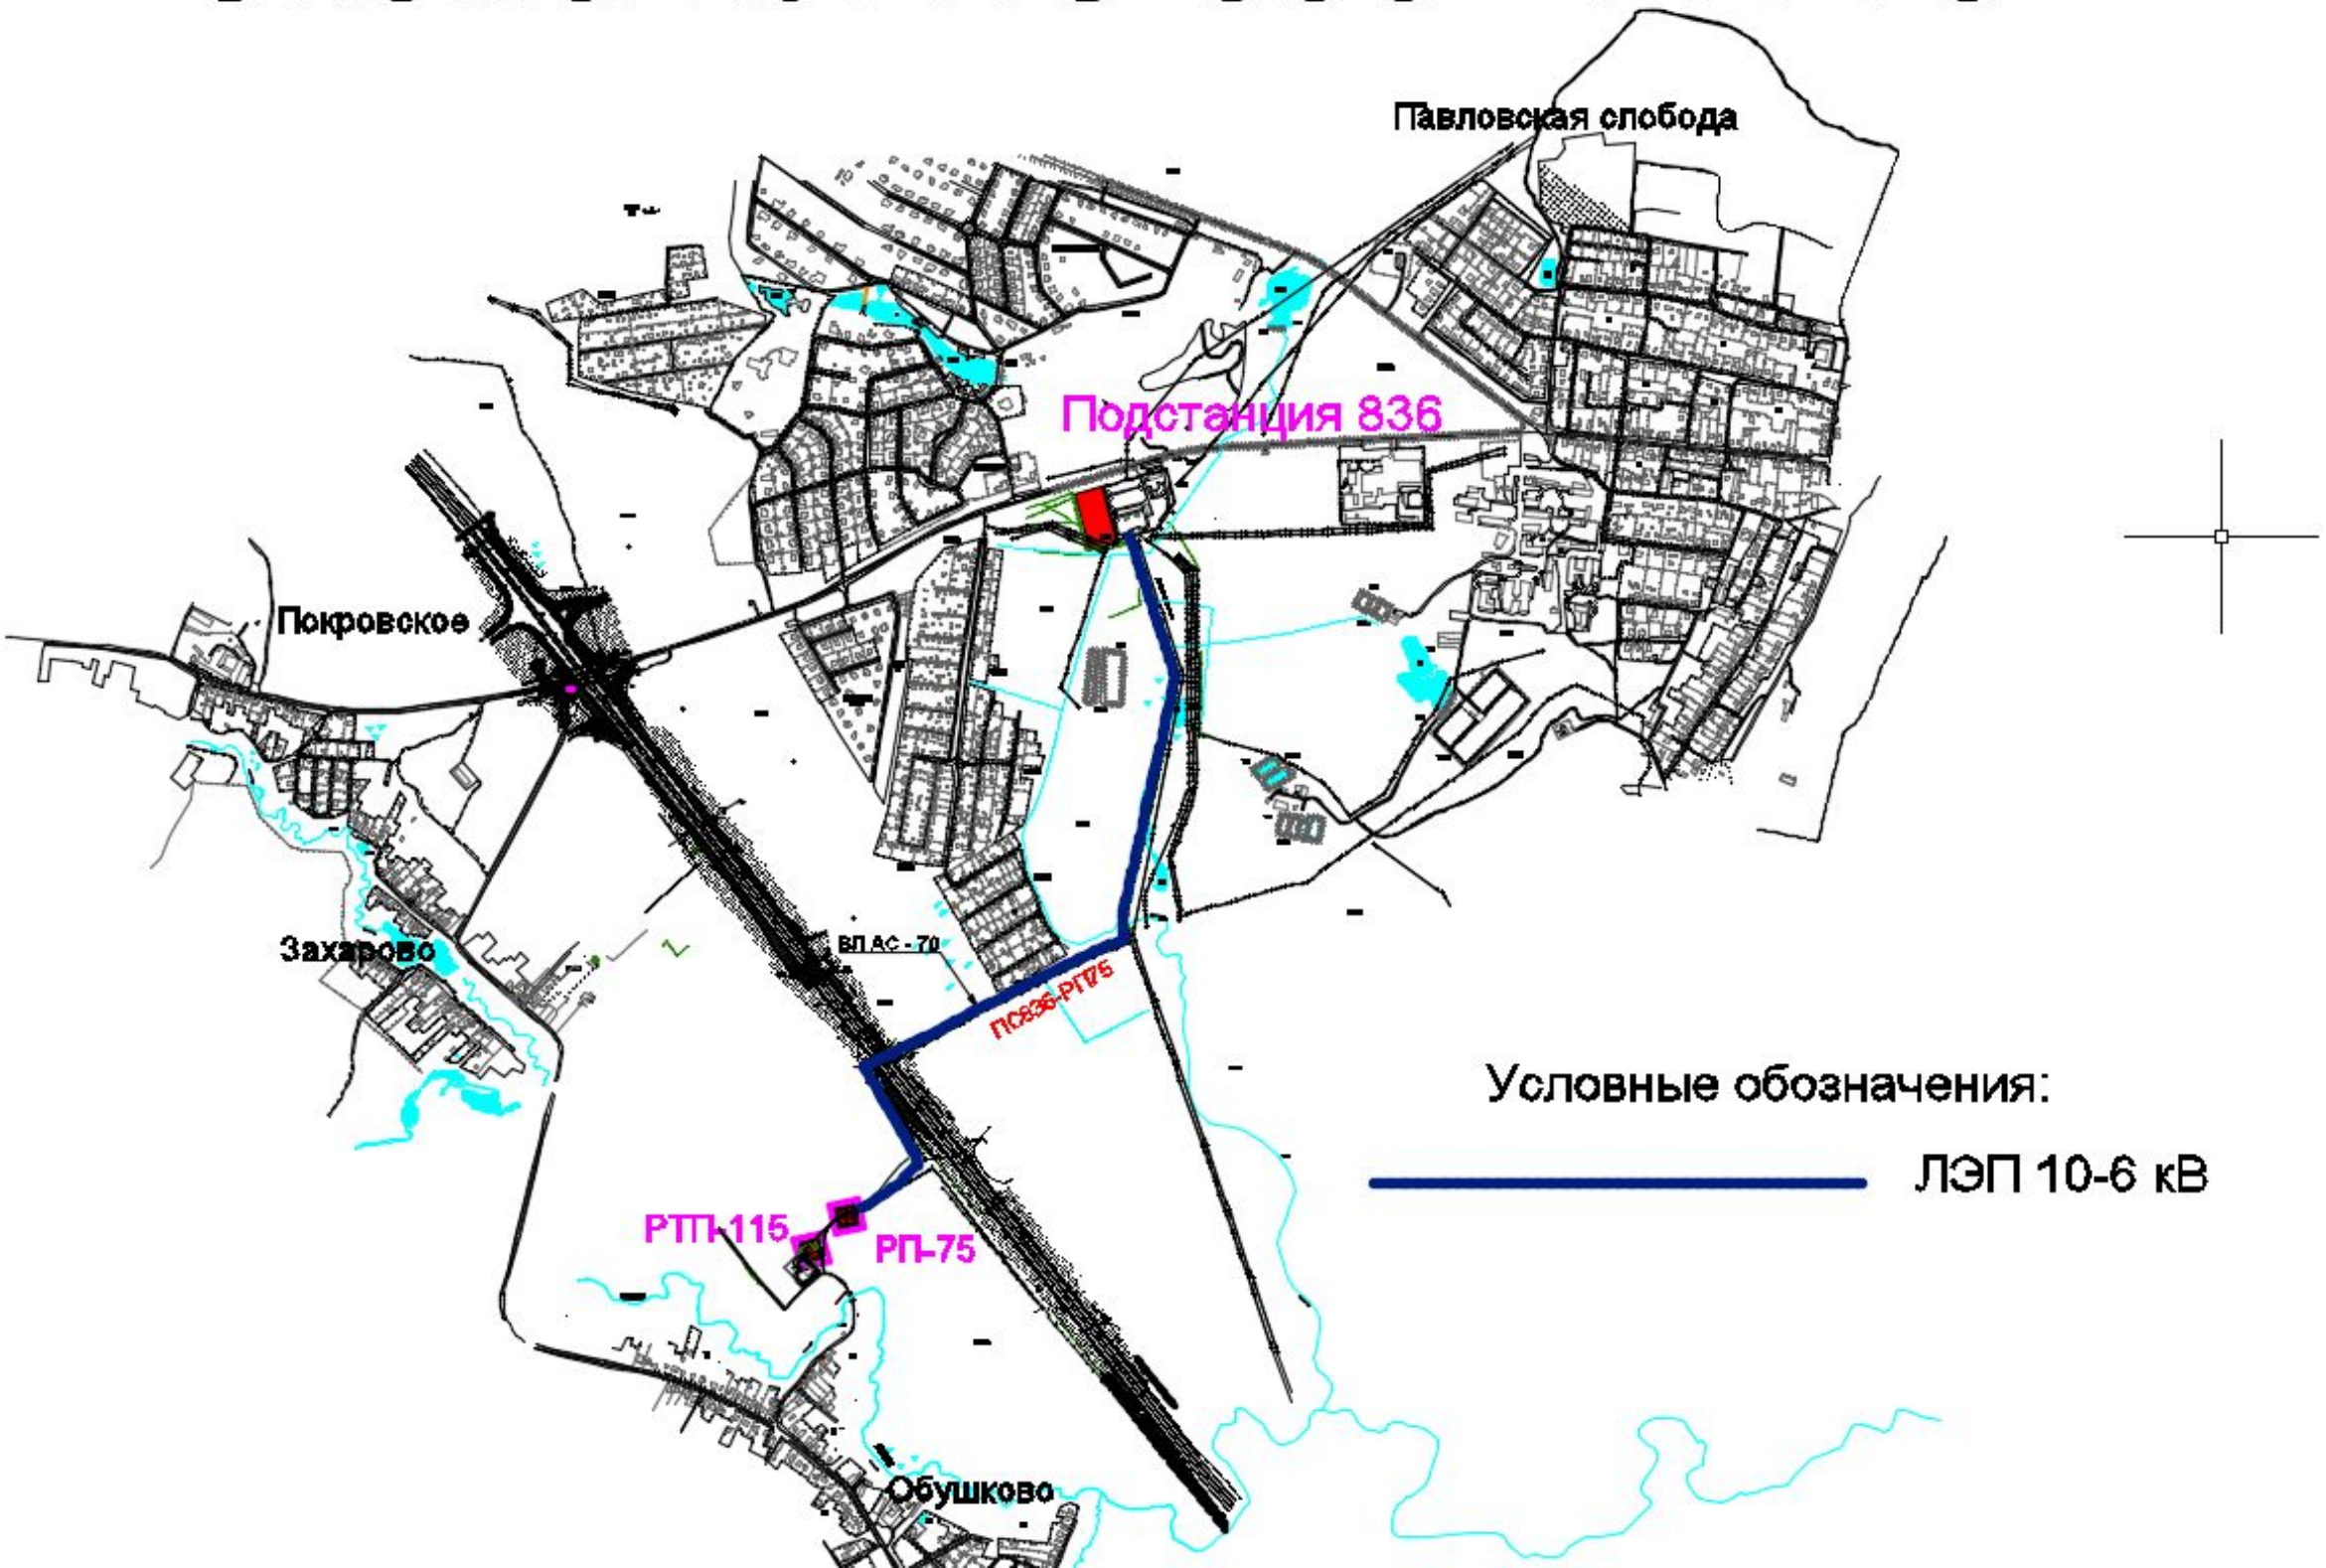 Павловская слобода
Подстанция 836
Покровское
Захарово
ВЛ АС - 70
ПС836-РП75
Условные обозначения:
ЛЭП 10-6 кВ
РТП-115
РП-75
Обушково